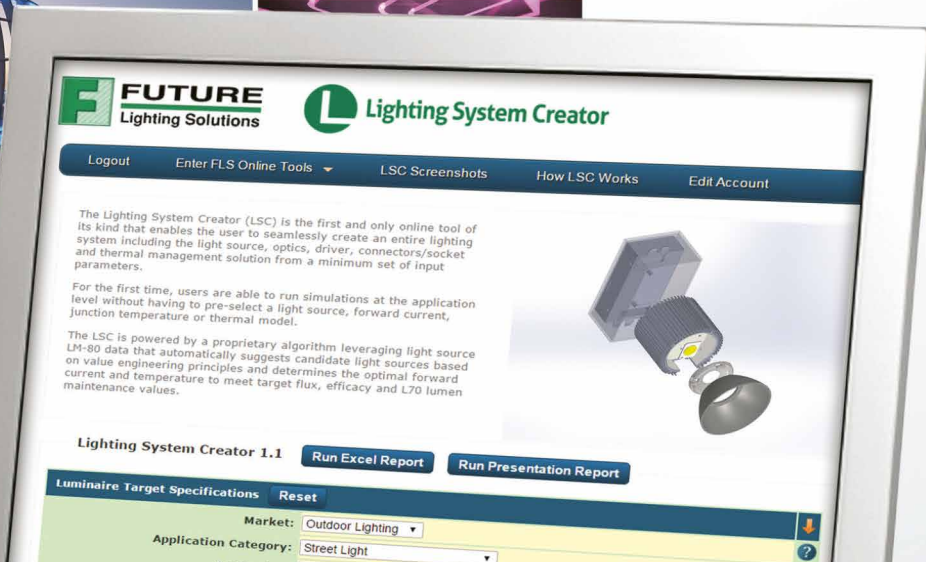 FUTURE
Lighting Solutions
Lighting System Creator
Logout Enter FLS Online Tools LSC Screenshots How LSC Works Edit Account
The Lighting System Creator (LSC) is the first and only online tool of
its kind that enables the user to seamlessly create an entire lighting
system including the light source, optics, driver, connectors/socket
and thermal management solution from a minimum set of input
parameters.
For the first time, users are able to run simulations at the application
level without having to pre-select a light source, forward current,
junction temperature or thermal model.
The LSC is powered by a proprietary algorithm leveraging light source
LM-80 data that automatically suggests candidate light sources based
on value engineering principles and determines the optimal forward
current and temperature to meet target flux, efficacy and L70 lumen
maintenance values.
Lighting System Creator 1.1 Run Excel Report Run Presentation Report
Luminaire Target Specifications Reset
Market: Outdoor Lighting
Application Category: Street Light
?